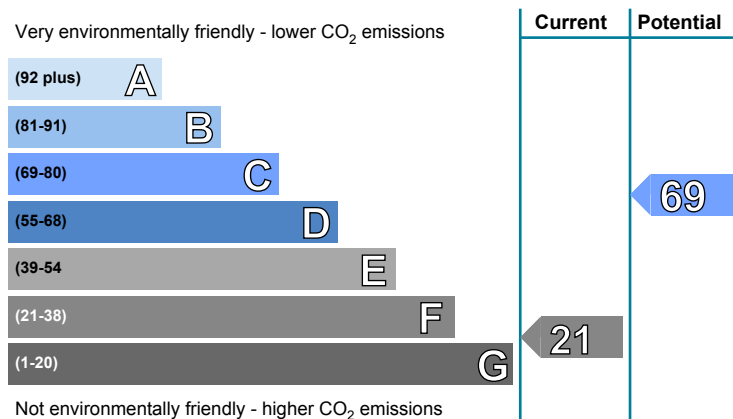 Current Potential
Very environmentally friendly - lower CO₂ emissions
(92 plus) A
(81-91) B
(69-80) C
69
(55-68) D
(39-54 E
(21-38) F
21
(1-20) G
Not environmentally friendly - higher CO₂ emissions